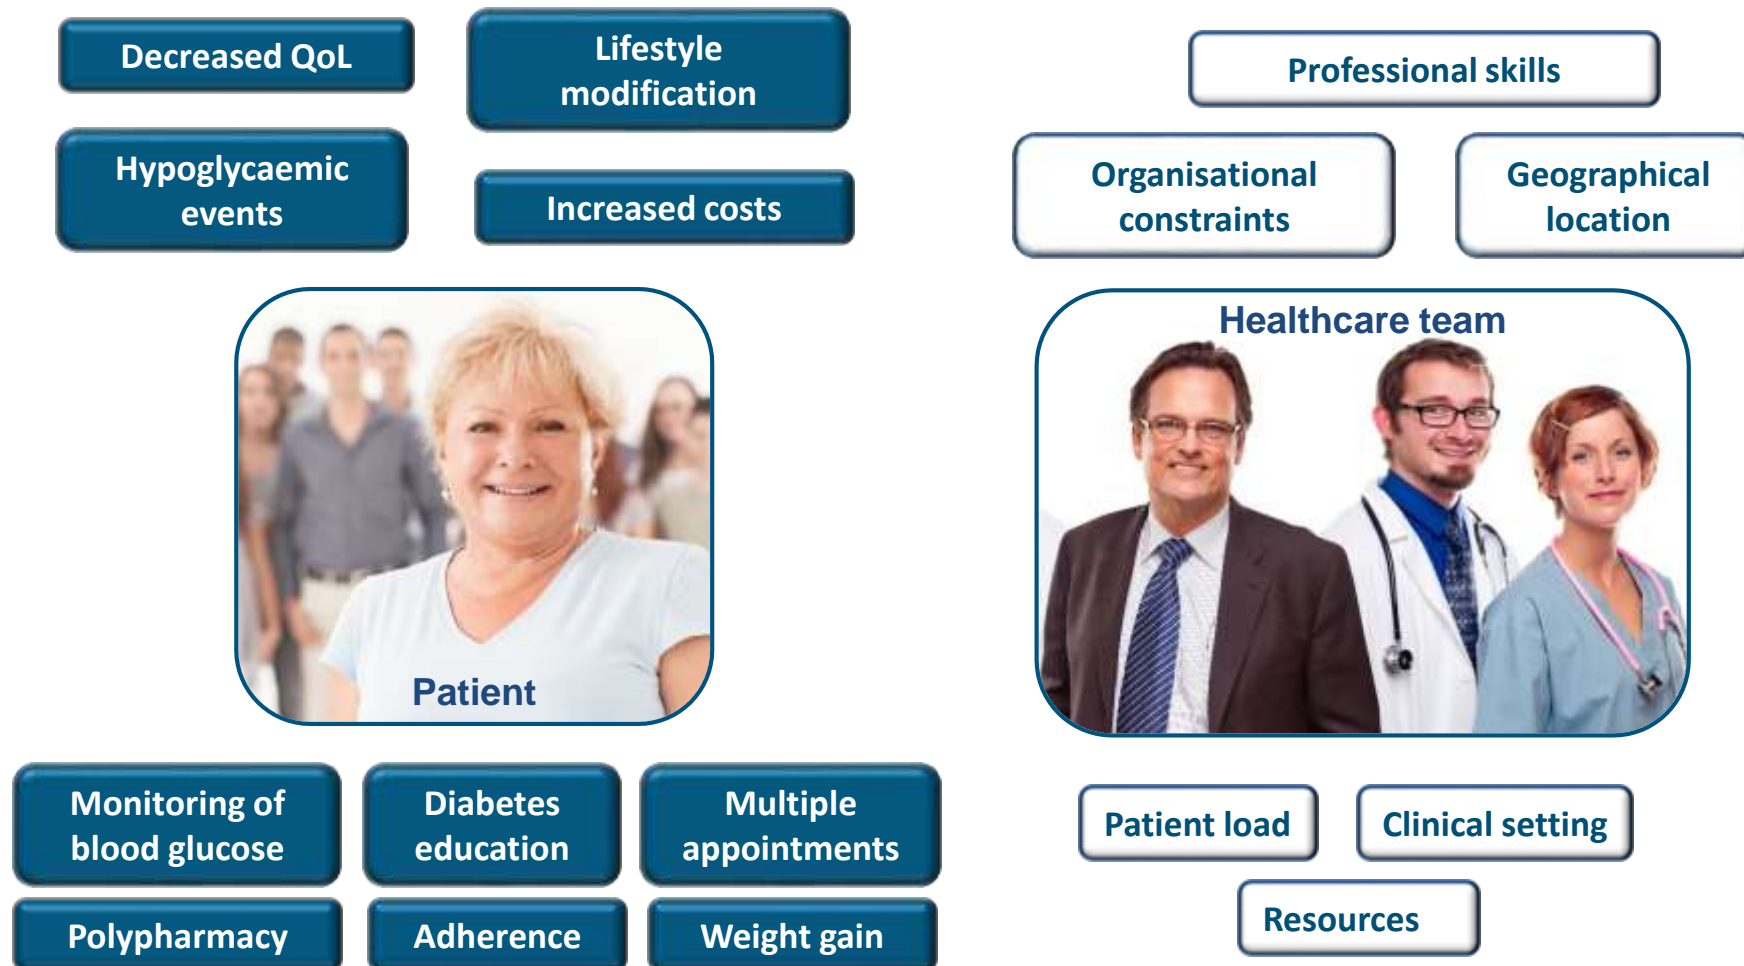 Decreased QoL
Lifestyle
modification
Hypoglycaemic
events
Increased costs
Patient
Monitoring of
blood glucose
Diabetes
education
Multiple
appointments
Polypharmacy
Adherence
Weight gain
Professional skills
Organisational
constraints
Geographical
location
Healthcare team
Patient load
Clinical setting
Resources